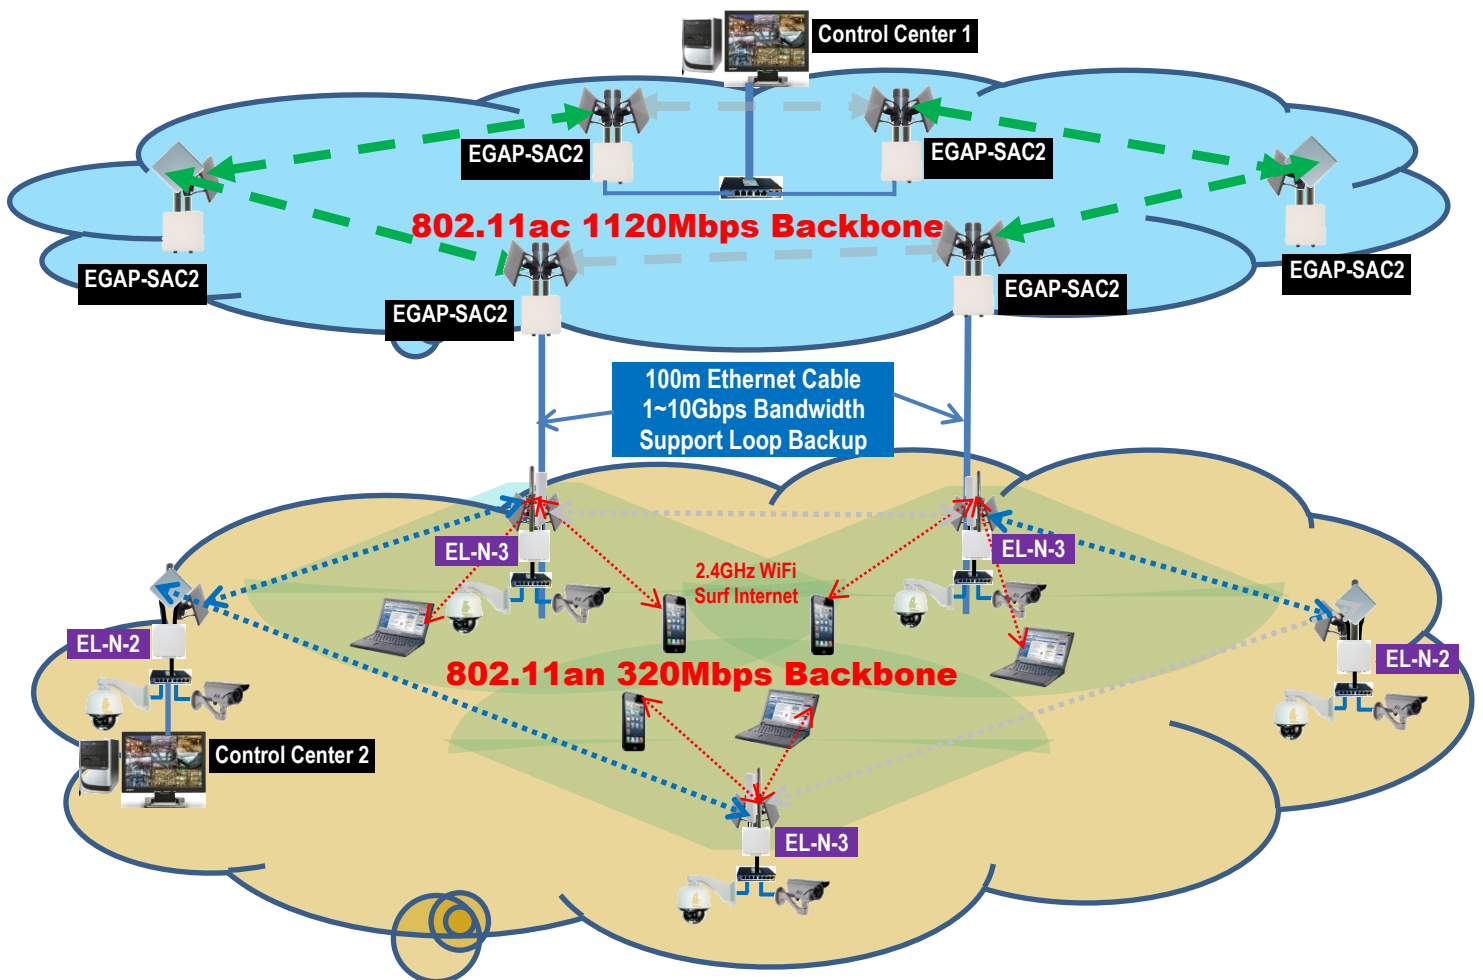 Control Center 1
EGAP-SAC2
EGAP-SAC2
802.11ac 1120Mbps Backbone
EGAP-SAC2
EGAP-SAC2
EGAP-SAC2
EGAP-SAC2
100m Ethernet Cable
1~10Gbps Bandwidth
Support Loop Backup
EL-N-3
EL-N-3
2.4GHz WiFi
Surf Internet
EL-N-2
EL-N-2
802.11an 320Mbps Backbone
Control Center 2
EL-N-3